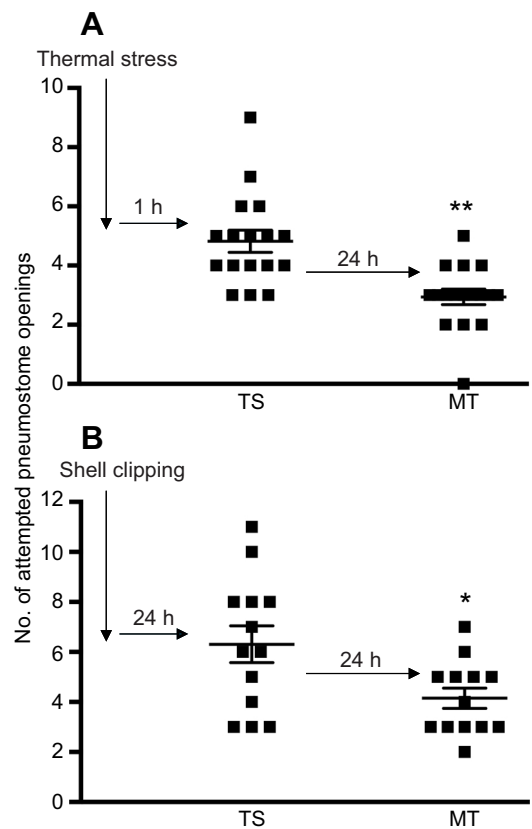 A
Thermal stress
10
8
6
4
2
0
1 h
24 h
**
TS MT
No. of attempted pneumostome openings
B
Shell clipping
12
10
8
6
4
2
0
24 h
24 h
*
TS MT